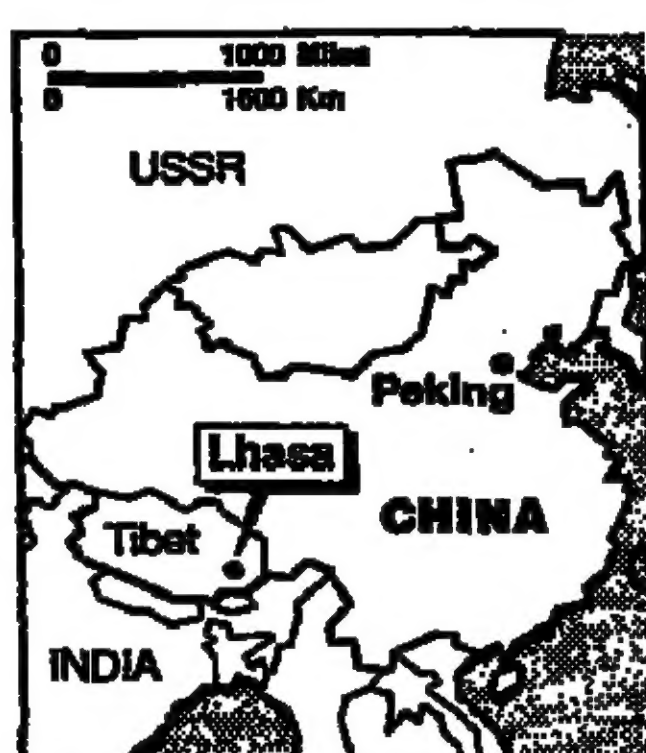 0 1000 Miles
0 1600 Km
USSR
Peking
Lhasa
CHINA
Tibet
INDIA